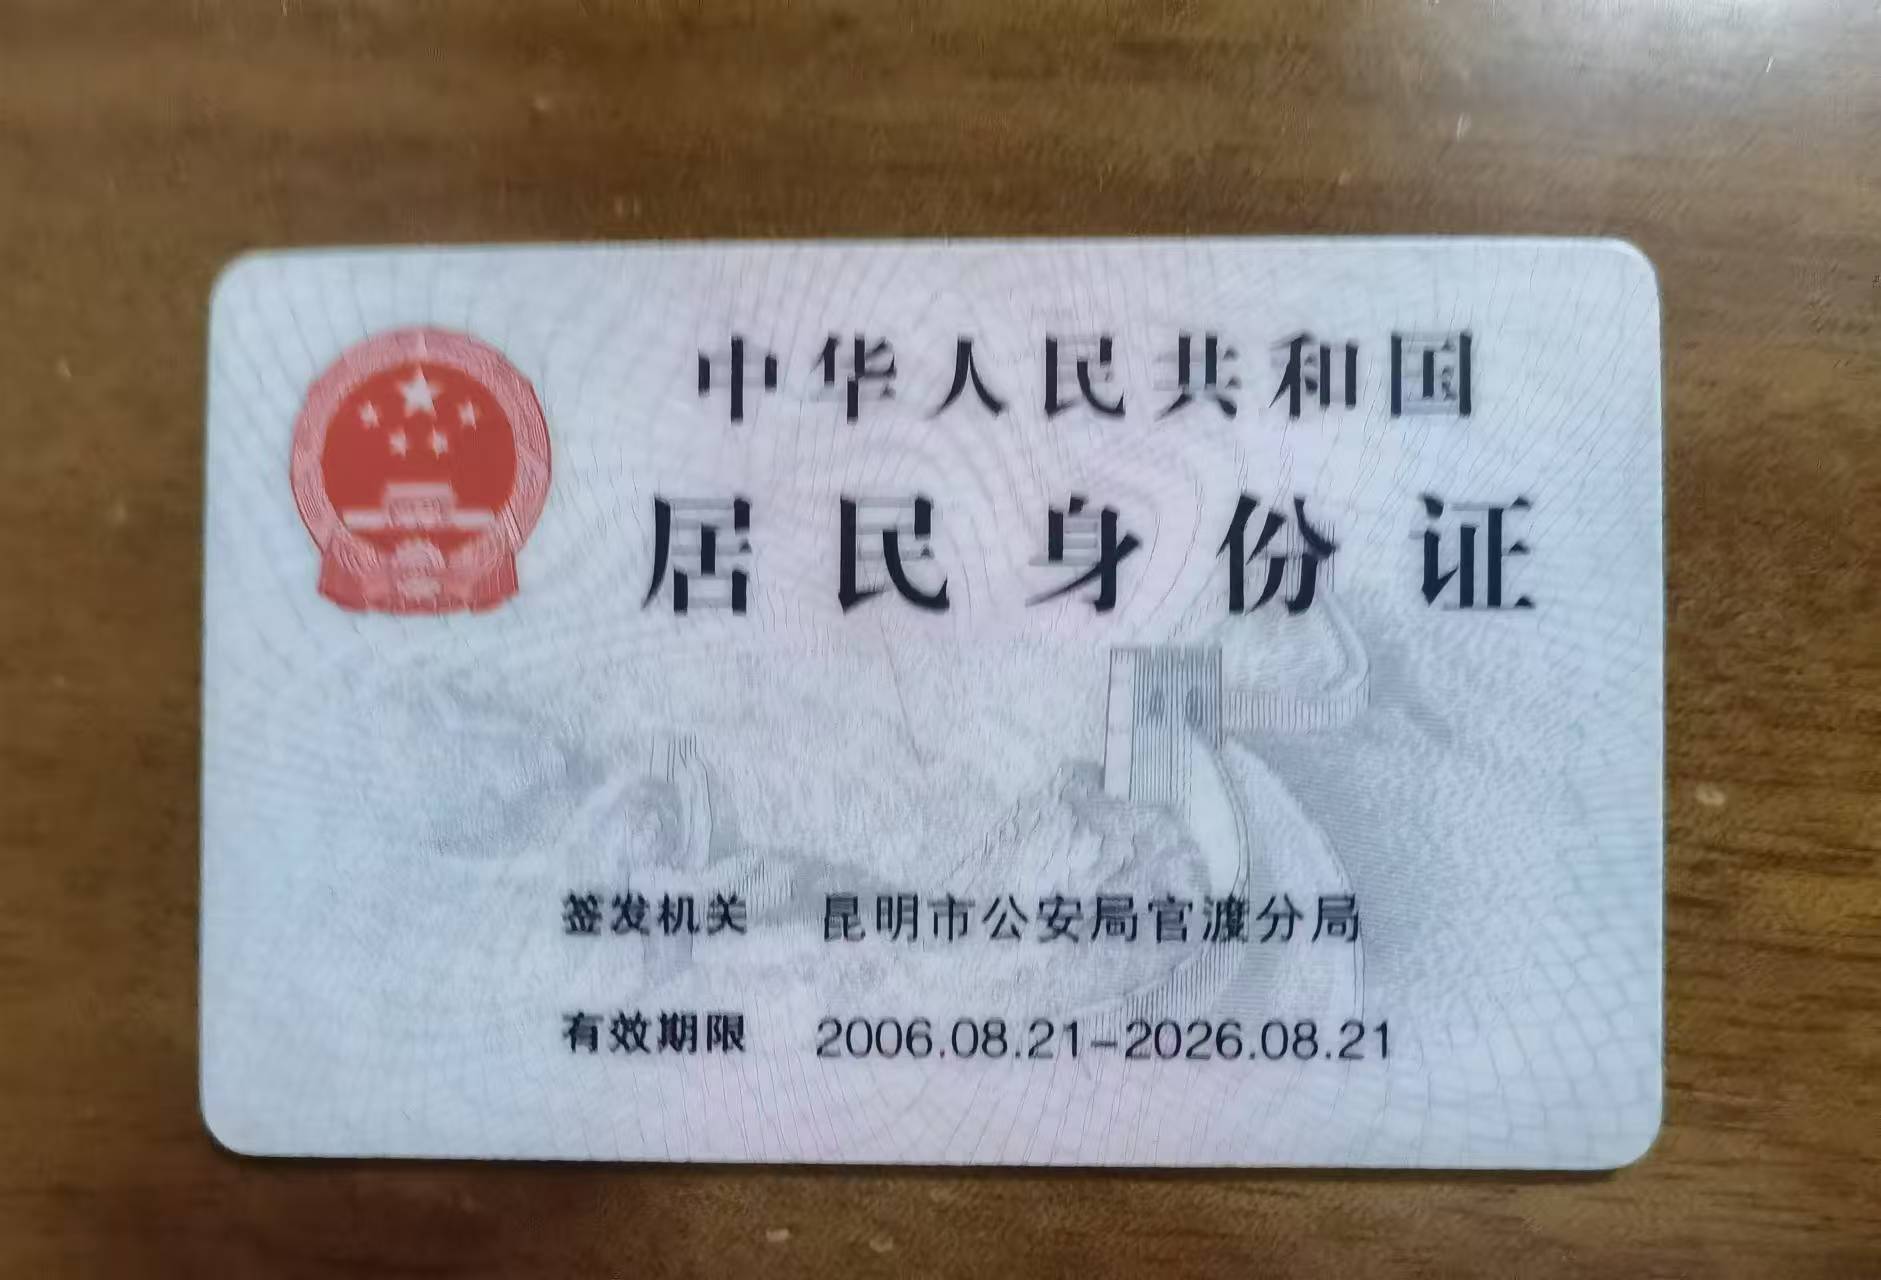 中华人民共和国
居民身份证
签发机关 昆明市公安局官渡分局
有效期限 2006.08.21-2026.08.21